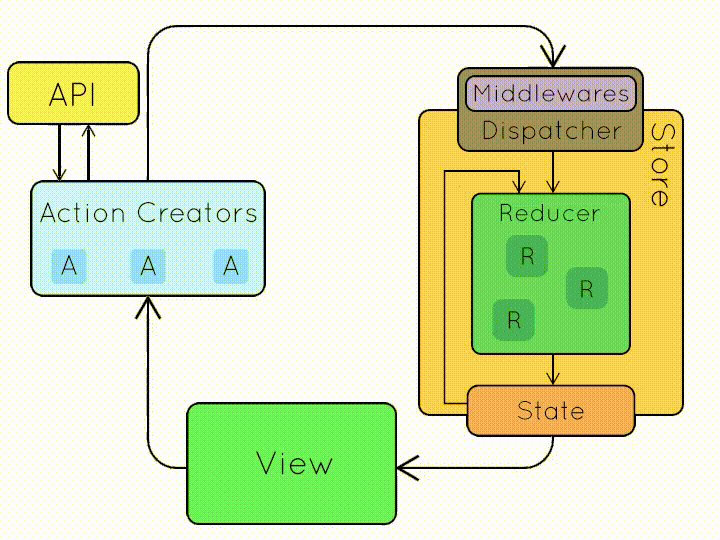 API
Middlewares
Dispatcher
Store
Action Creators
A A A
Reducer
R
R
R
State
View